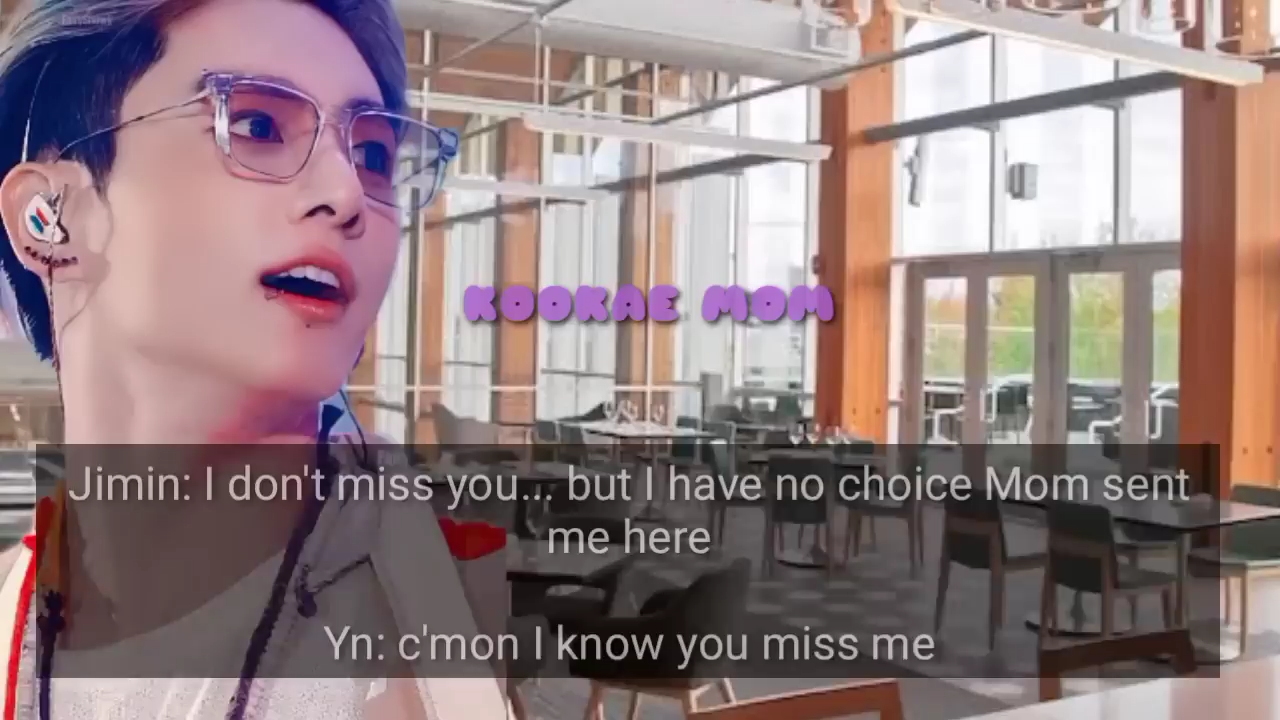 KOOKAE MOM
Jimin: I don't miss you... but I have no choice Mom sent
me here
Yn: c'mon I know you miss me